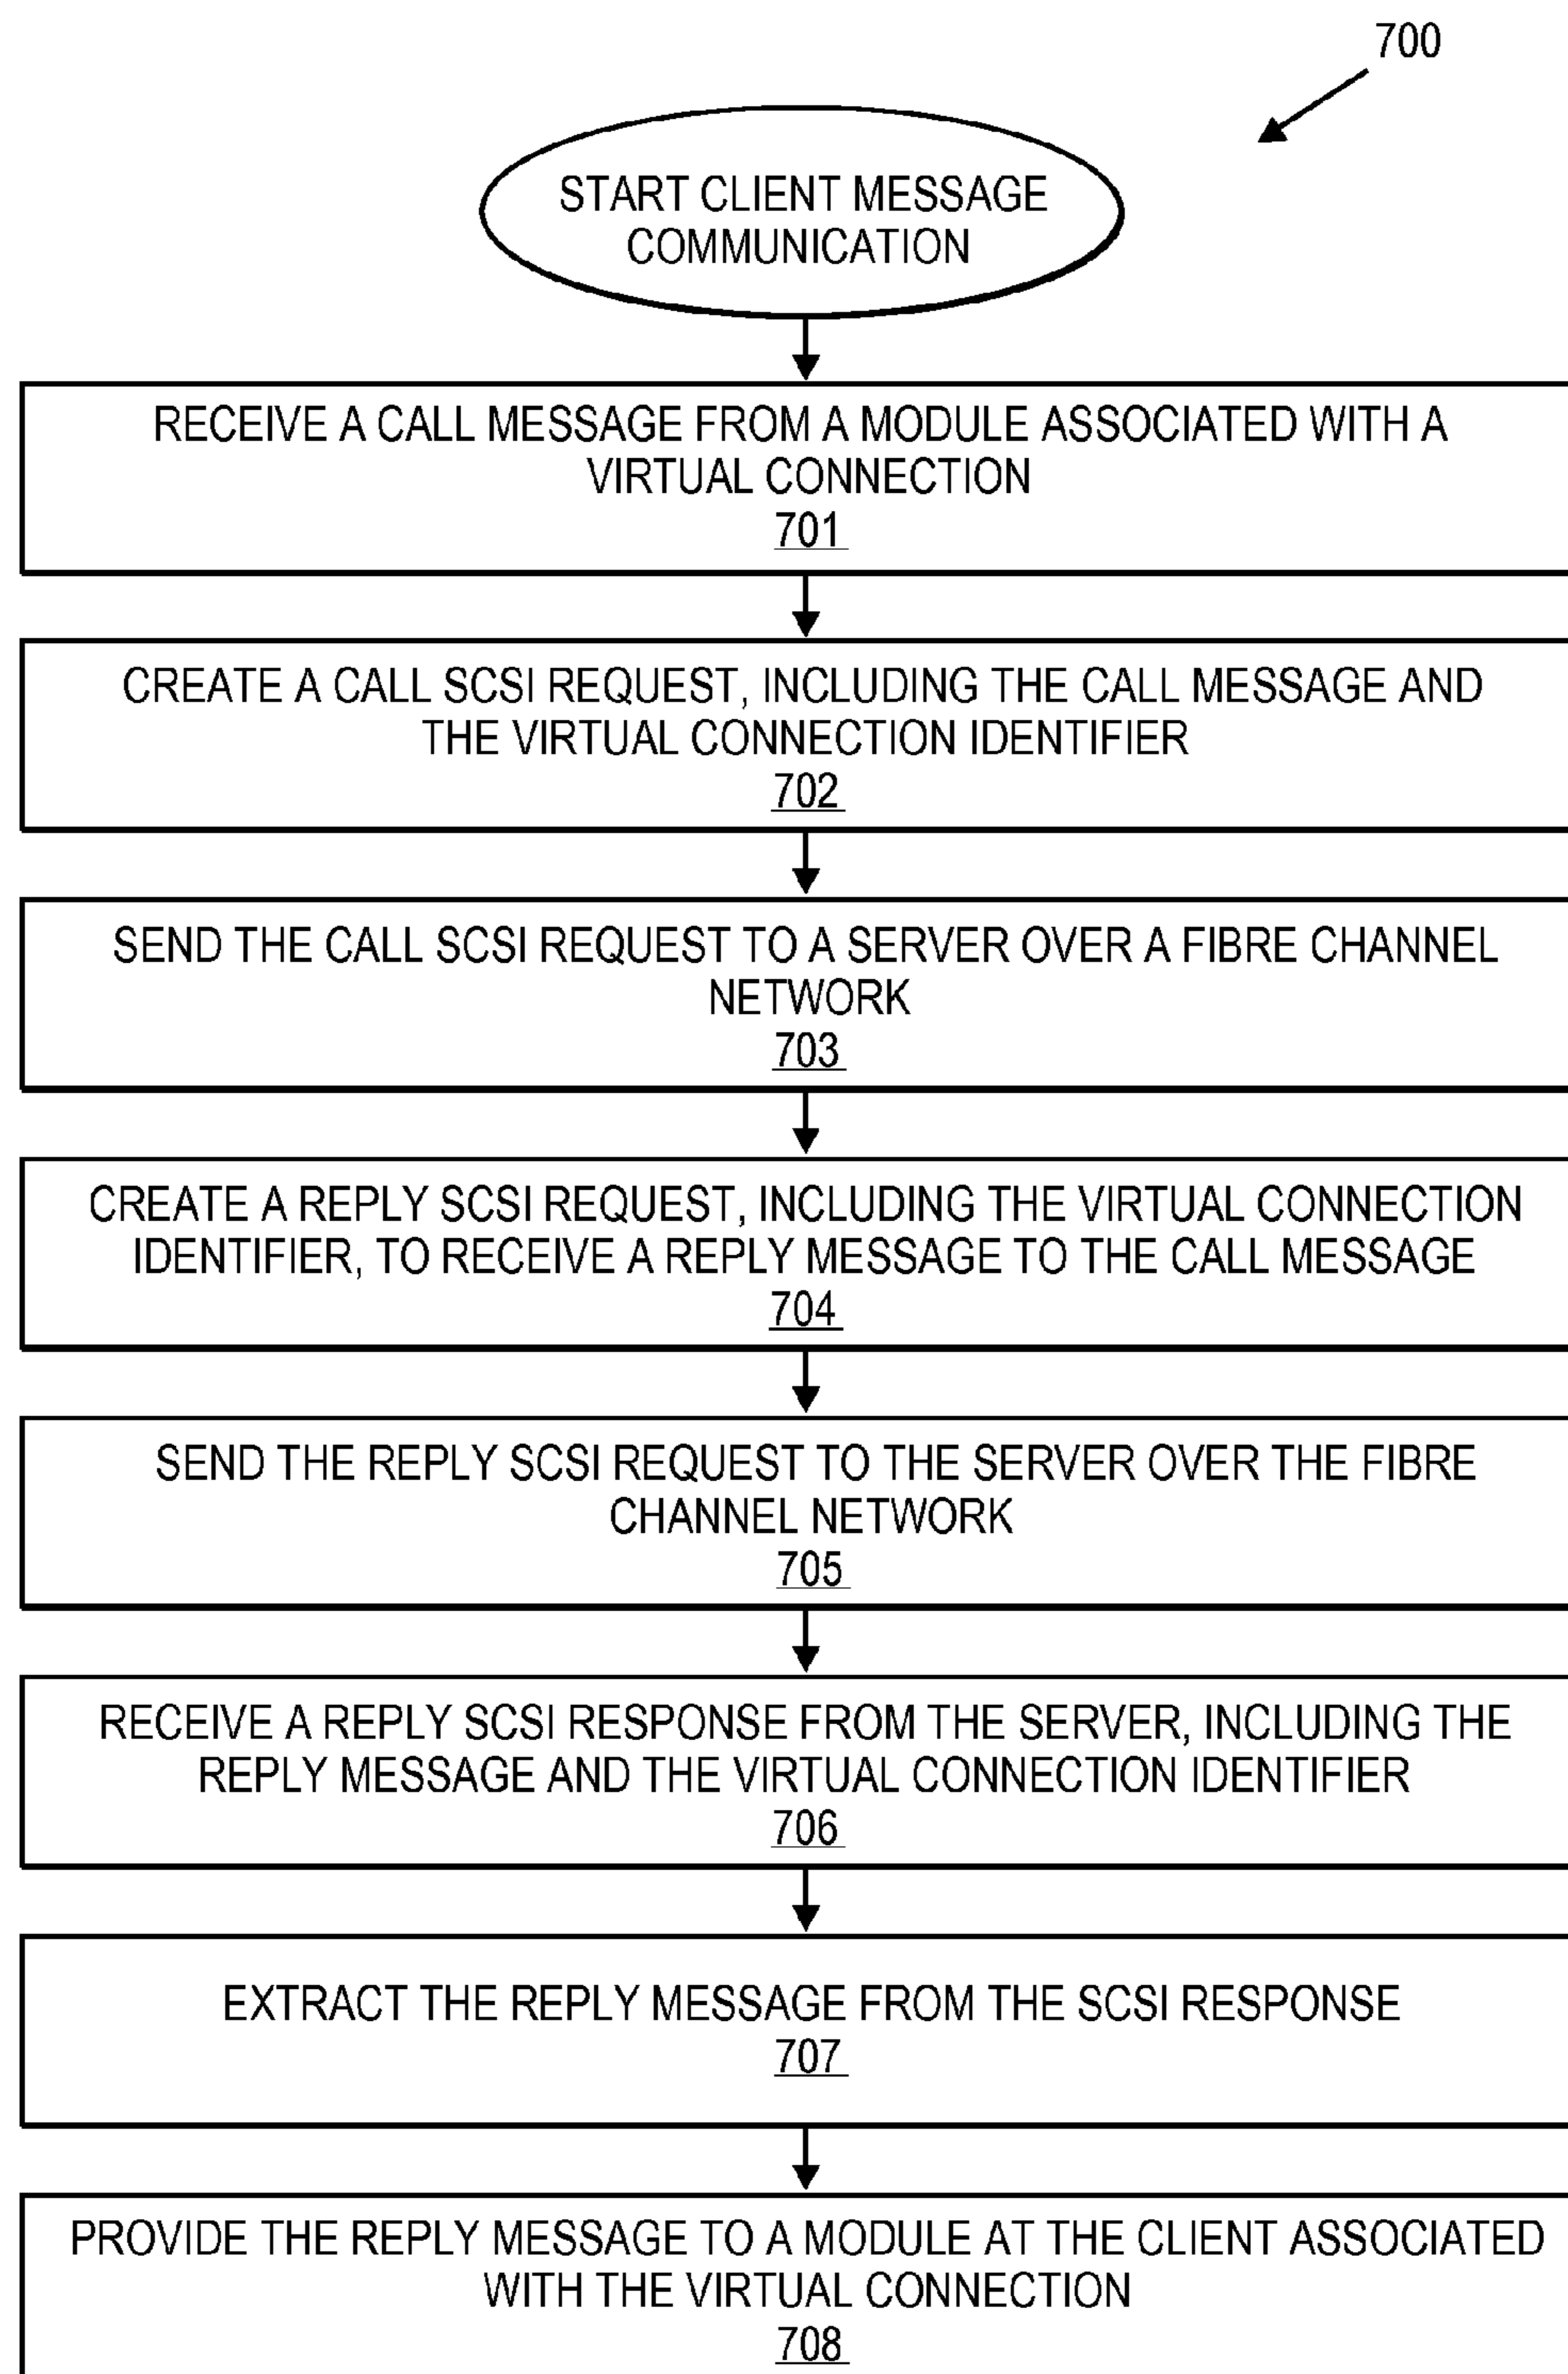 700
START CLIENT MESSAGE
COMMUNICATION
RECEIVE A CALL MESSAGE FROM A MODULE ASSOCIATED WITH A
VIRTUAL CONNECTION
701
CREATE A CALL SCSI REQUEST, INCLUDING THE CALL MESSAGE AND
THE VIRTUAL CONNECTION IDENTIFIER
702
SEND THE CALL SCSI REQUEST TO A SERVER OVER A FIBRE CHANNEL
NETWORK
703
CREATE A REPLY SCSI REQUEST, INCLUDING THE VIRTUAL CONNECTION
IDENTIFIER, TO RECEIVE A REPLY MESSAGE TO THE CALL MESSAGE
704
SEND THE REPLY SCSI REQUEST TO THE SERVER OVER THE FIBRE
CHANNEL NETWORK
705
RECEIVE A REPLY SCSI RESPONSE FROM THE SERVER, INCLUDING THE
REPLY MESSAGE AND THE VIRTUAL CONNECTION IDENTIFIER
706
EXTRACT THE REPLY MESSAGE FROM THE SCSI RESPONSE
707
PROVIDE THE REPLY MESSAGE TO A MODULE AT THE CLIENT ASSOCIATED
WITH THE VIRTUAL CONNECTION
708